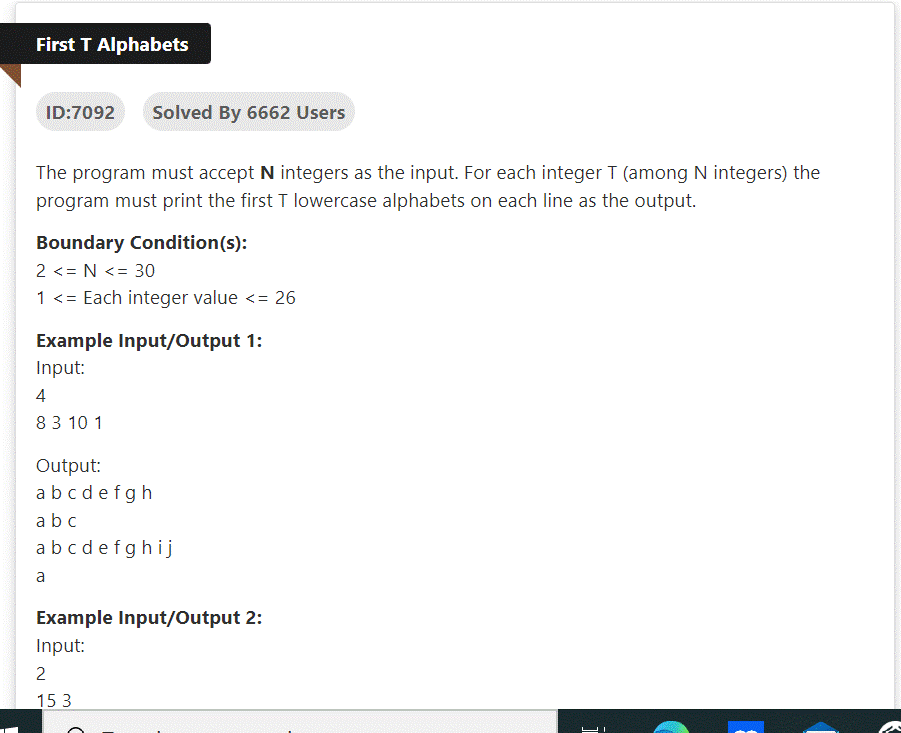 First T Alphabets
ID:7092 Solved By 6662 Users
The program must accept N integers as the input. For each integer T (among N integers) the
program must print the first T lowercase alphabets on each line as the output.
Boundary Condition(s):
2 <= N <= 30
1 <= Each integer value <= 26
Example Input/Output 1:
Input:
4
8 3 10 1
Output:
a b c d e f g h
a b c
a b c d e f g h i j
a
Example Input/Output 2:
Input:
2
15 3